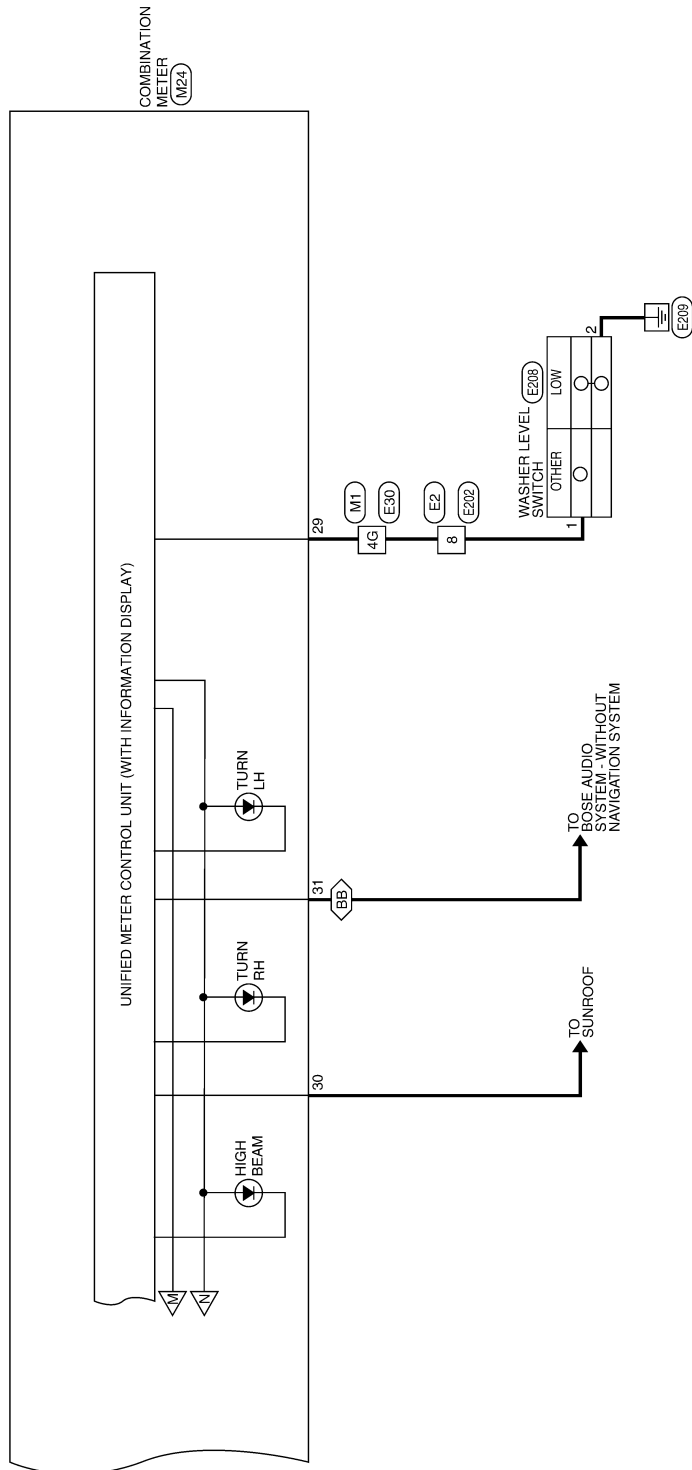 COMBINATION
METER
M24
UNIFIED METER CONTROL UNIT (WITH INFORMATION DISPLAY)
M
N
HIGH
BEAM
TURN
RH
TURN
LH
30
TO
SUNROOF
31
BB
TO
BOSE AUDIO
SYSTEM - WITHOUT
NAVIGATION SYSTEM
29
4G
M1
E30
8
E2
E202
WASHER LEVEL
SWITCH
E208
OTHER
LOW
1
2
E209